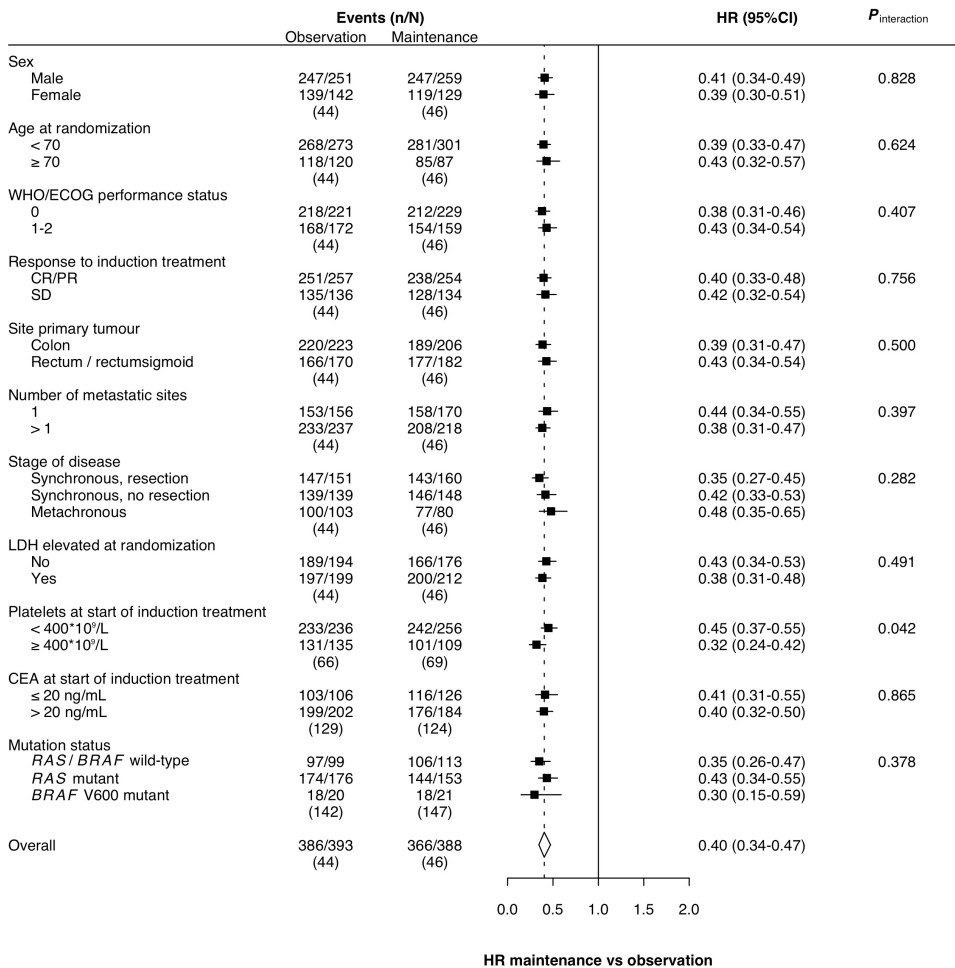 Events (n/N) HR (95%CI) P interaction
Observation Maintenance
Sex
Male 247/251 247/259 0.41 (0.34-0.49) 0.828
Female 139/142 119/129 0.39 (0.30-0.51)
(44) (46)
Age at randomization
< 70 268/273 281/301 0.39 (0.33-0.47) 0.624
≥ 70 118/120 85/87 0.43 (0.32-0.57)
(44) (46)
WHO/ECOG performance status
0 218/221 212/229 0.38 (0.31-0.46) 0.407
1-2 168/172 154/159 0.43 (0.34-0.54)
(44) (46)
Response to induction treatment
CR/PR 251/257 238/254 0.40 (0.33-0.48) 0.756
SD 135/136 128/134 0.42 (0.32-0.54)
(44) (46)
Site primary tumour
Colon 220/223 189/206 0.39 (0.31-0.47) 0.500
Rectum / rectumsigmoid 166/170 177/182 0.43 (0.34-0.54)
(44) (46)
Number of metastatic sites
1 153/156 158/170 0.44 (0.34-0.55) 0.397
> 1 233/237 208/218 0.38 (0.31-0.47)
(44) (46)
Stage of disease
Synchronous, resection 147/151 143/160 0.35 (0.27-0.45) 0.282
Synchronous, no resection 139/139 146/148 0.42 (0.33-0.53)
Metachronous 100/103 77/80 0.48 (0.35-0.65)
(44) (46)
LDH elevated at randomization
No 189/194 166/176 0.43 (0.34-0.53) 0.491
Yes 197/199 200/212 0.38 (0.31-0.48)
(44) (46)
Platelets at start of induction treatment
< 400*10⁹/L 233/236 242/256 0.45 (0.37-0.55) 0.042
≥ 400*10⁹/L 131/135 101/109 0.32 (0.24-0.42)
(66) (69)
CEA at start of induction treatment
≤ 20 ng/mL 103/106 116/126 0.41 (0.31-0.55) 0.865
> 20 ng/mL 199/202 176/184 0.40 (0.32-0.50)
(129) (124)
Mutation status
RAS / BRAF wild-type 97/99 106/113 0.35 (0.26-0.47) 0.378
RAS mutant 174/176 144/153 0.43 (0.34-0.55)
BRAF V600 mutant 18/20 18/21 0.30 (0.15-0.59)
(142) (147)
Overall 386/393 366/388 0.40 (0.34-0.47)
(44) (46)
0.0 0.5 1.0 1.5 2.0
HR maintenance vs observation